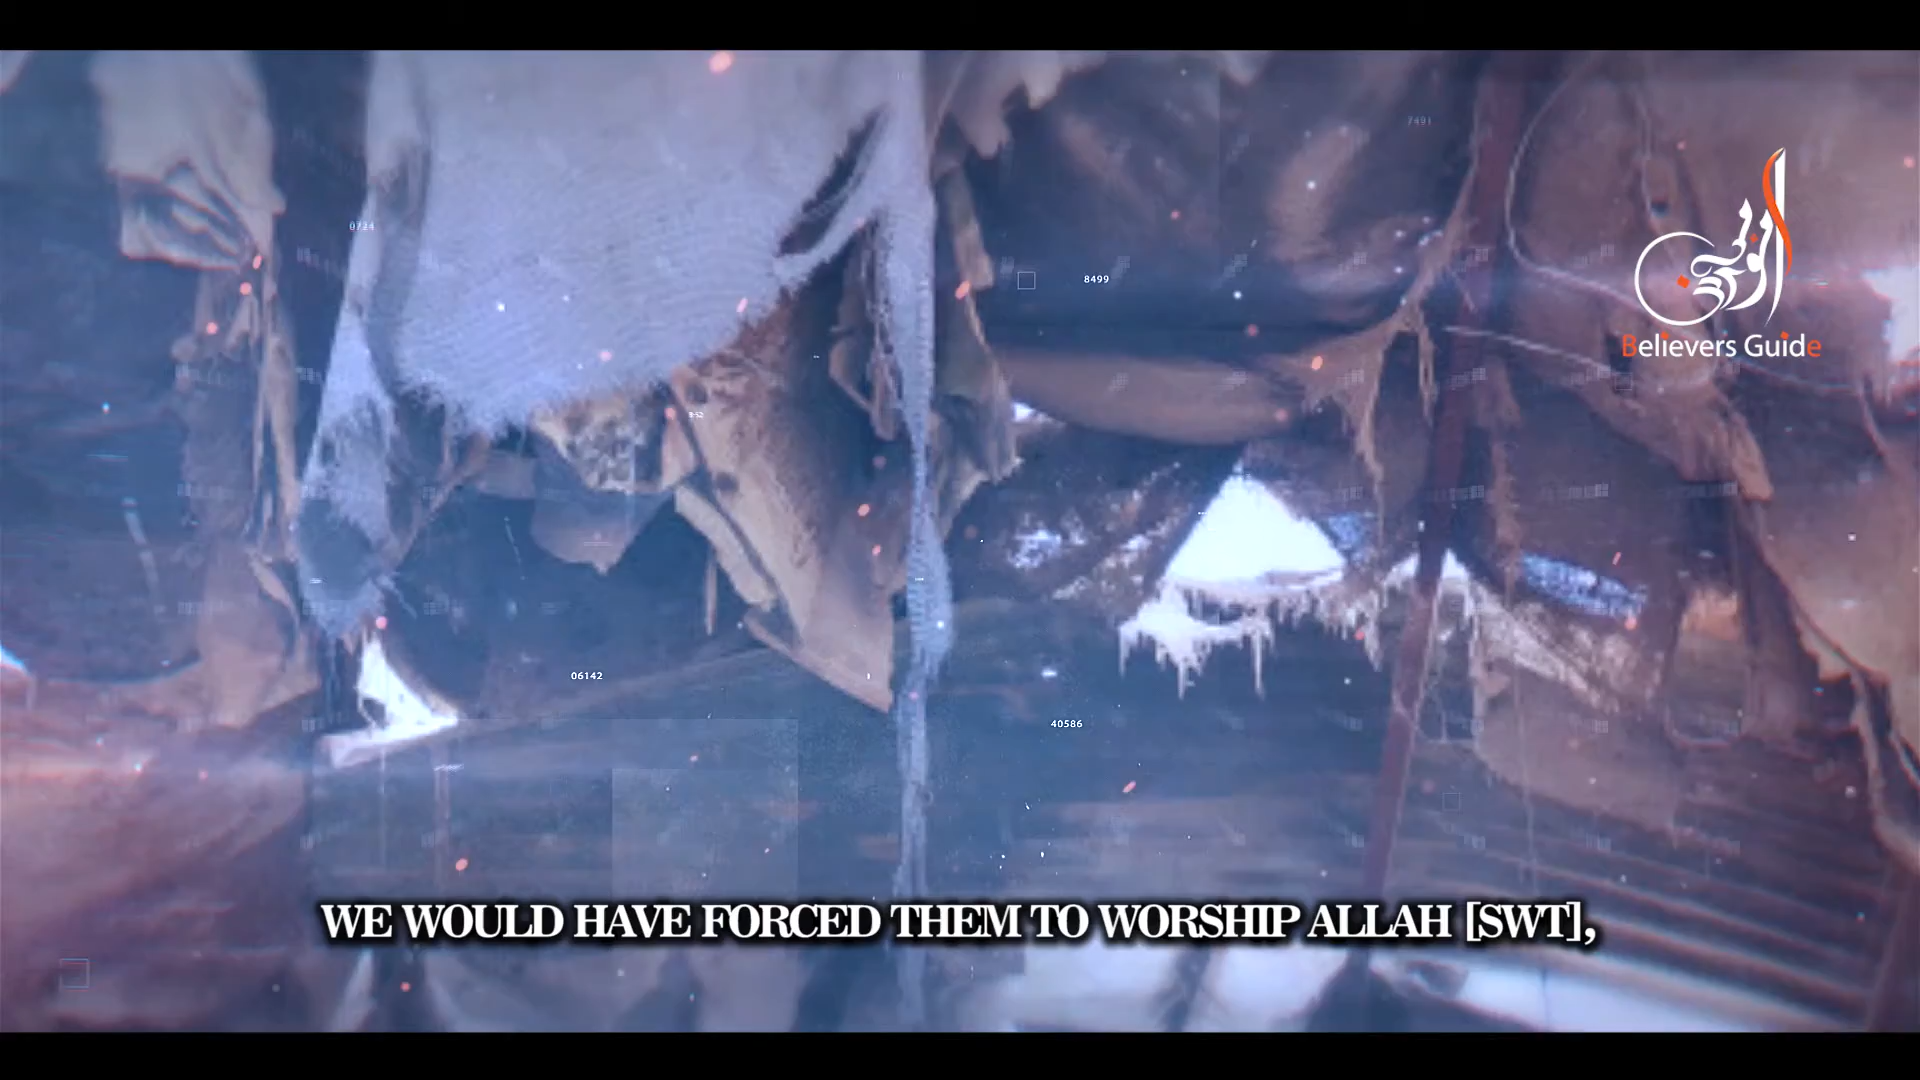 7491
0724
8499
Believers Guide
06142
40586
WE WOULD HAVE FORCED THEM TO WORSHIP ALLAH [SWT],